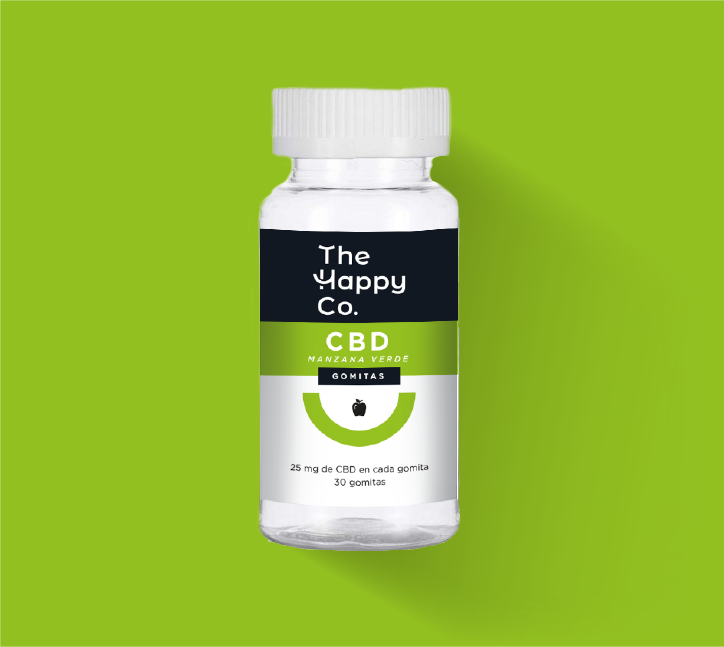 The
Happy
Co.
CBD
MANZANA VERDE
GOMITAS
25 mg de CBD en cada gomita
30 gomitas